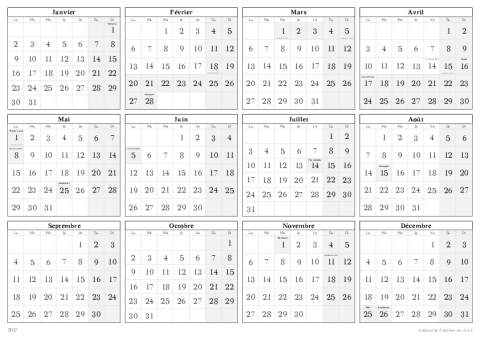 Janvier
Lu Ma Me Je Ve Sa Di
1
2 3 4 5 6 7 8
9 10 11 12 13 14 15
16 17 18 19 20 21 22
23 24 25 26 27 28 29
30 31
Février
Lu Ma Me Je Ve Sa Di
1 2 3 4 5
6 7 8 9 10 11 12
13 14 15 16 17 18 19
20 21 22 23 24 25 26
27 28
Mars
Lu Ma Me Je Ve Sa Di
1 2 3 4 5
6 7 8 9 10 11 12
13 14 15 16 17 18 19
20 21 22 23 24 25 26
27 28 29 30 31
Avril
Lu Ma Me Je Ve Sa Di
1 2
3 4 5 6 7 8 9
10 11 12 13 14 15 16
17 18 19 20 21 22 23
24 25 26 27 28 29 30
Mai
Lu Ma Me Je Ve Sa Di
1 2 3 4 5 6 7
8 9 10 11 12 13 14
15 16 17 18 19 20 21
22 23 24 25 26 27 28
29 30 31
Juin
Lu Ma Me Je Ve Sa Di
1 2 3 4
5 6 7 8 9 10 11
12 13 14 15 16 17 18
19 20 21 22 23 24 25
26 27 28 29 30
Juillet
Lu Ma Me Je Ve Sa Di
1 2
3 4 5 6 7 8 9
10 11 12 13 14 15 16
17 18 19 20 21 22 23
24 25 26 27 28 29 30
31
Août
Lu Ma Me Je Ve Sa Di
1 2 3 4 5 6
7 8 9 10 11 12 13
14 15 16 17 18 19 20
21 22 23 24 25 26 27
28 29 30 31
Septembre
Lu Ma Me Je Ve Sa Di
1 2 3
4 5 6 7 8 9 10
11 12 13 14 15 16 17
18 19 20 21 22 23 24
25 26 27 28 29 30
Octobre
Lu Ma Me Je Ve Sa Di
1
2 3 4 5 6 7 8
9 10 11 12 13 14 15
16 17 18 19 20 21 22
23 24 25 26 27 28 29
30 31
Novembre
Lu Ma Me Je Ve Sa Di
1 2 3 4 5
6 7 8 9 10 11 12
13 14 15 16 17 18 19
20 21 22 23 24 25 26
27 28 29 30
Décembre
Lu Ma Me Je Ve Sa Di
1 2 3
4 5 6 7 8 9 10
11 12 13 14 15 16 17
18 19 20 21 22 23 24
25 26 27 28 29 30 31
2017